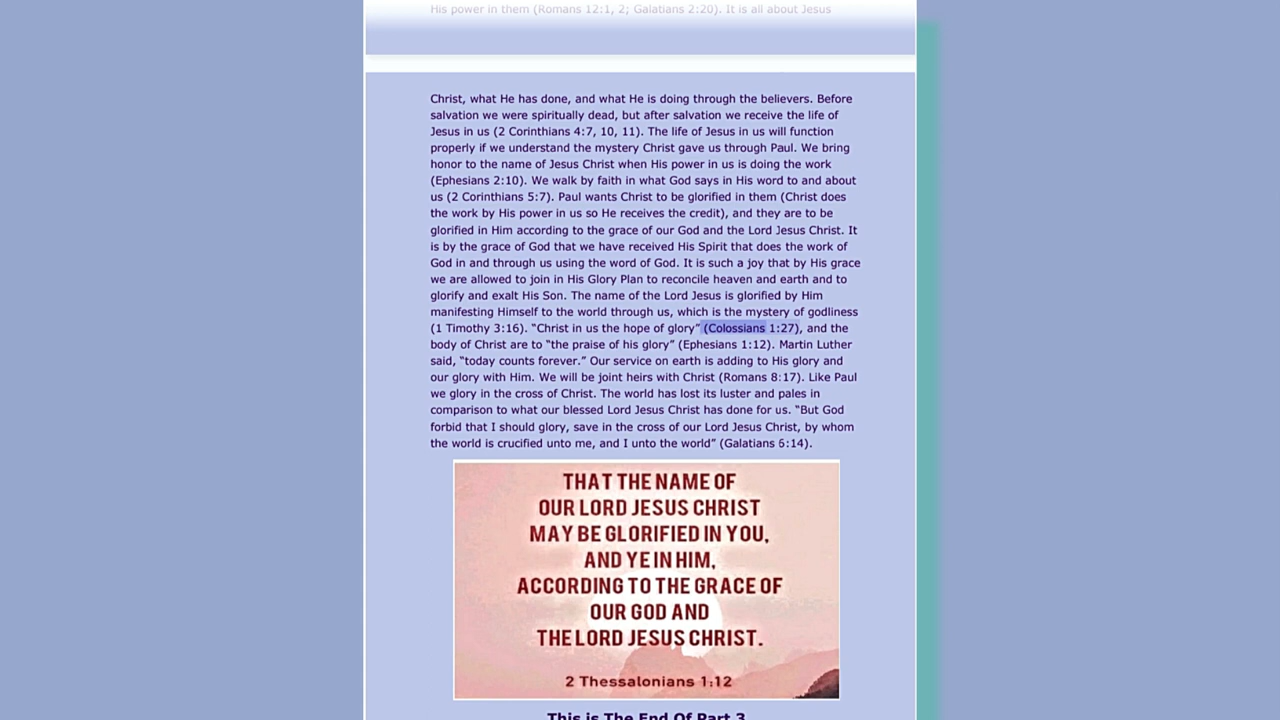 His power in them (Romans 12:1, 2; Galatians 2:20). It is all about Jesus
Christ, what He has done, and what He is doing through the believers. Before
salvation we were spiritually dead, but after salvation we receive the life of
Jesus in us (2 Corinthians 4:7, 10, 11). The life of Jesus in us will function
properly if we understand the mystery Christ gave us through Paul. We bring
honor to the name of Jesus Christ when His power in us is doing the work
(Ephesians 2:10). We walk by faith in what God says in His word to and about
us (2 Corinthians 5:7). Paul wants Christ to be glorified in them (Christ does
the work by His power in us so He receives the credit), and they are to be
glorified in Him according to the grace of our God and the Lord Jesus Christ. It
is by the grace of God that we have received His Spirit that does the work of
God in and through us using the word of God. It is such a joy that by His grace
we are allowed to join in His Glory Plan to reconcile heaven and earth and to
glorify and exalt His Son. The name of the Lord Jesus is glorified by Him
manifesting Himself to the world through us, which is the mystery of godliness
(1 Timothy 3:16). “Christ in us the hope of glory” (Colossians 1:27), and the
body of Christ are to “the praise of his glory” (Ephesians 1:12). Martin Luther
said, “today counts forever.” Our service on earth is adding to His glory and
our glory with Him. We will be joint heirs with Christ (Romans 8:17). Like Paul
we glory in the cross of Christ. The world has lost its luster and pales in
comparison to what our blessed Lord Jesus Christ has done for us. “But God
forbid that I should glory, save in the cross of our Lord Jesus Christ, by whom
the world is crucified unto me, and I unto the world” (Galatians 6:14).
THAT THE NAME OF
OUR LORD JESUS CHRIST
MAY BE GLORIFIED IN YOU,
AND YE IN HIM,
ACCORDING TO THE GRACE OF
OUR GOD AND
THE LORD JESUS CHRIST.
2 Thessalonians 1:12
This is The End Of Part 3